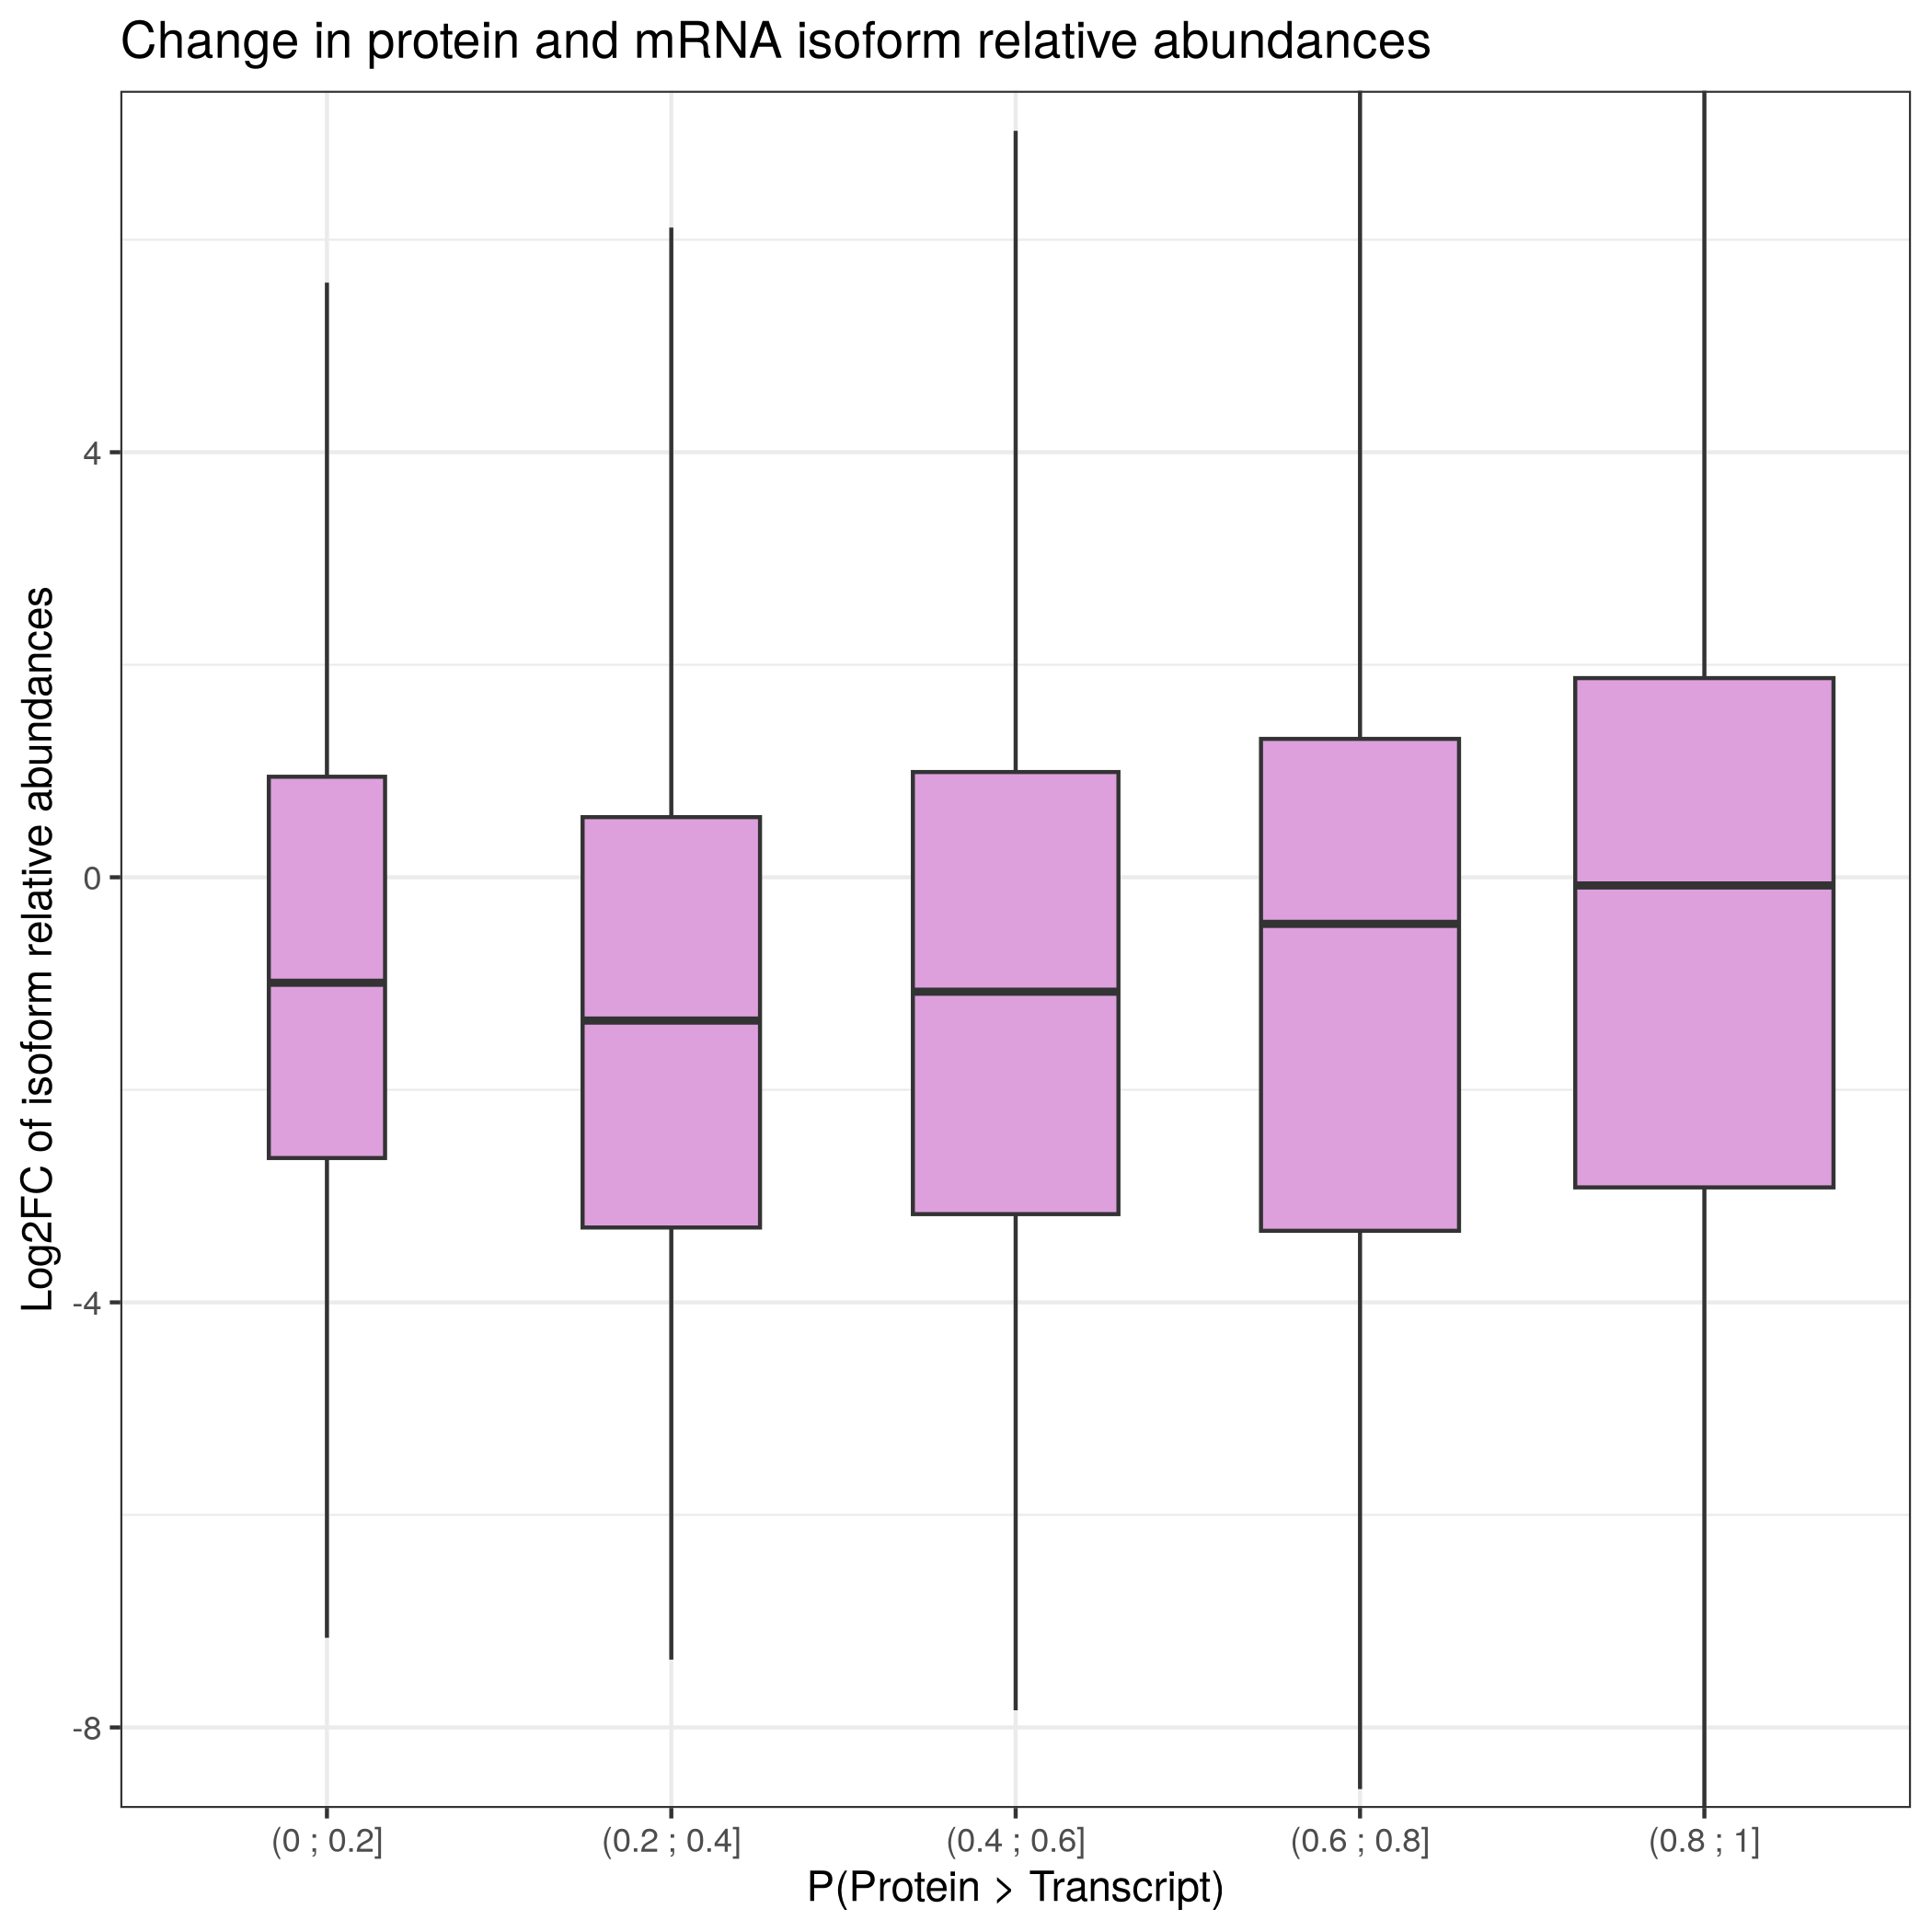 Change in protein and mRNA isoform relative abundances
Log2FC of isoform relative abundances
4
0
-4
-8
(0 ; 0.2]
(0.2 ; 0.4]
(0.4 ; 0.6]
(0.6 ; 0.8]
(0.8 ; 1]
P(Protein > Transcript)